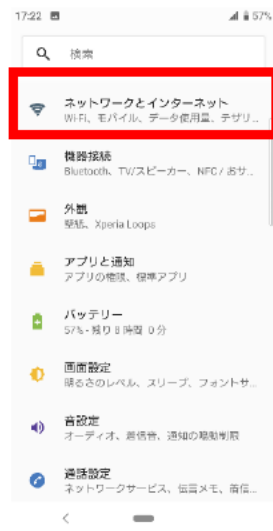 17:22 57%
検索
ネットワークとインターネット
Wi-Fi、モバイル、データ使用量、テザリ...
機器接続
Bluetooth、TV/スピーカー、NFC / おサ...
外観
壁紙、Xperia Loops
アプリと通知
アプリの権限、標準アプリ
バッテリー
57% - 残り 8 時間 0 分
画面設定
明るさのレベル、スリープ、フォントサ...
音設定
オーディオ、着信音、通知の鳴動制限
通話設定
ネットワークサービス、伝言メモ、着信...